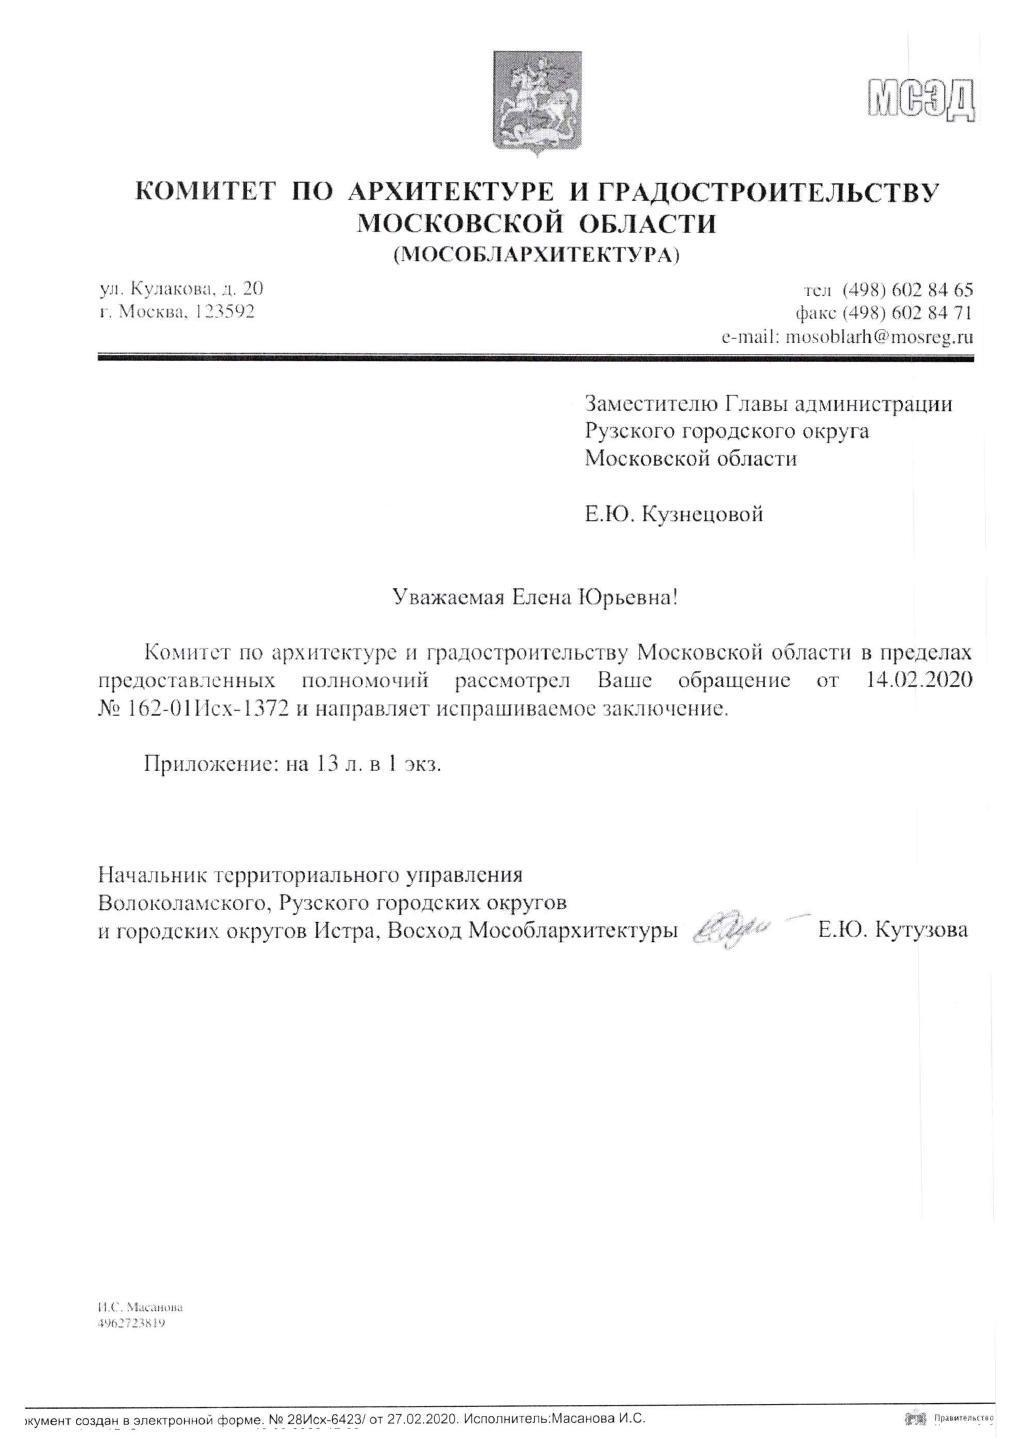 МСЭД
КОМИТЕТ ПО АРХИТЕКТУРЕ И ГРАДОСТРОИТЕЛЬСТВУ
МОСКОВСКОЙ ОБЛАСТИ
(МОСОБЛАРХИТЕКТУРА)
ул. Кулакова, д. 20
г. Москва, 123592
тел (498) 602 84 65
факс (498) 602 84 71
e-mail: mosoblarh@mosreg.ru
Заместителю Главы администрации
Рузского городского округа
Московской области
Е.Ю. Кузнецовой
Уважаемая Елена Юрьевна!
Комитет по архитектуре и градостроительству Московской области в пределах
предоставленных полномочий рассмотрел Ваше обращение от 14.02.2020
№ 162-01Исх-1372 и направляет испрашиваемое заключение.
Приложение: на 13 л. в 1 экз.
Начальник территориального управления
Волоколамского, Рузского городских округов
и городских округов Истра, Восход Мособлархитектуры Е.Ю. Кутузова
И.С. Масанова
4962723819
окумент создан в электронной форме. № 28Исх-6423/ от 27.02.2020. Исполнитель:Масанова И.С.
Правительство